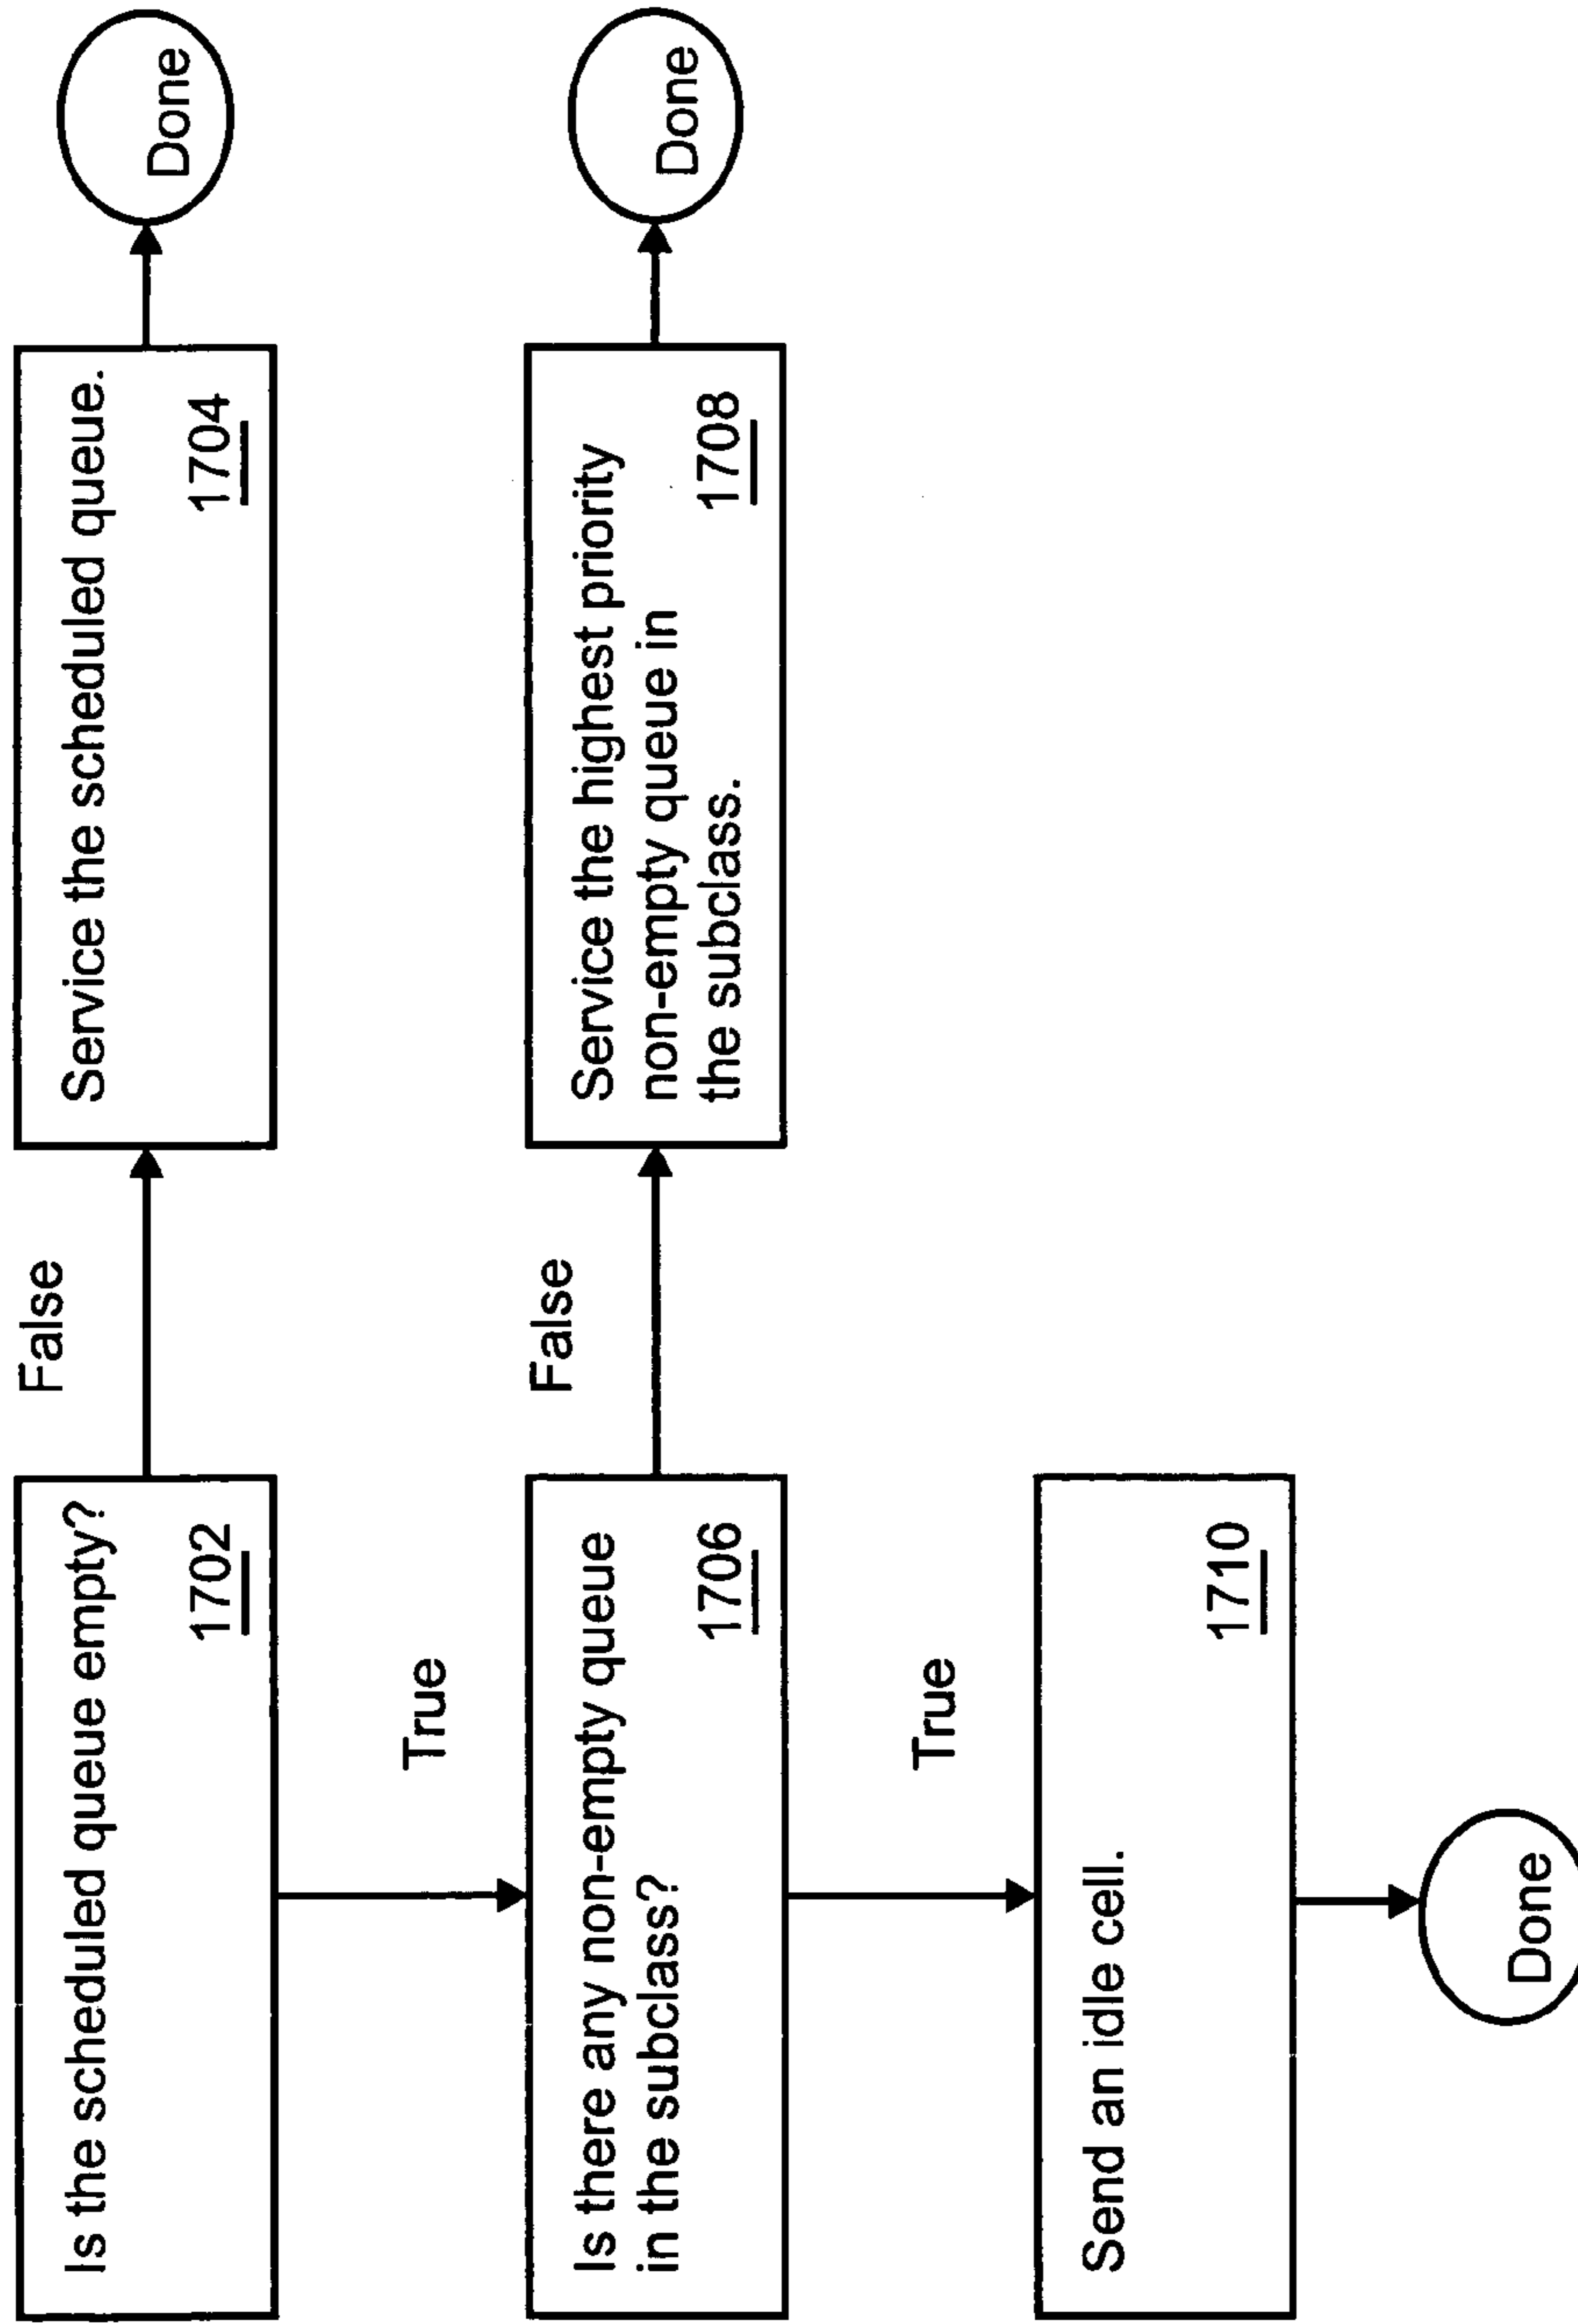 Is the scheduled queue empty?
1702
False
Service the scheduled queue.
1704
Done
True
Is there any non-empty queue
in the subclass?
1706
False
Service the highest priority
non-empty queue in
the subclass.
1708
Done
True
Send an idle cell.
1710
Done